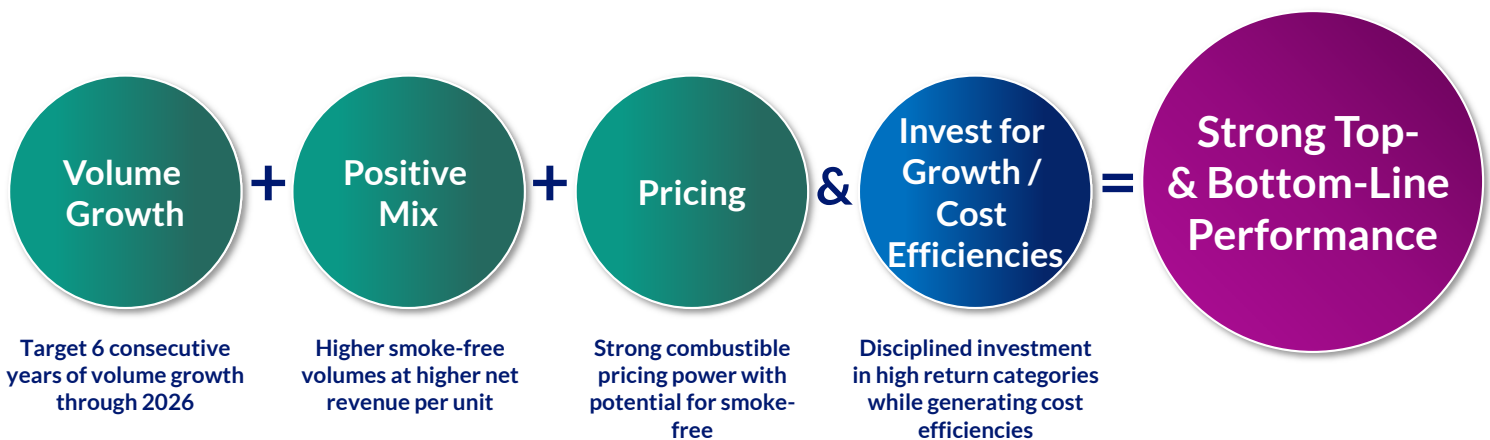 Volume
Growth
+
Positive
Mix
+
Pricing
&
Invest for
Growth /
Cost
Efficiencies
=
Strong Top-
& Bottom-Line
Performance
Target 6 consecutive
years of volume growth
through 2026
Higher smoke-free
volumes at higher net
revenue per unit
Strong combustible
pricing power with
potential for smoke-
free
Disciplined investment
in high return categories
while generating cost
efficiencies